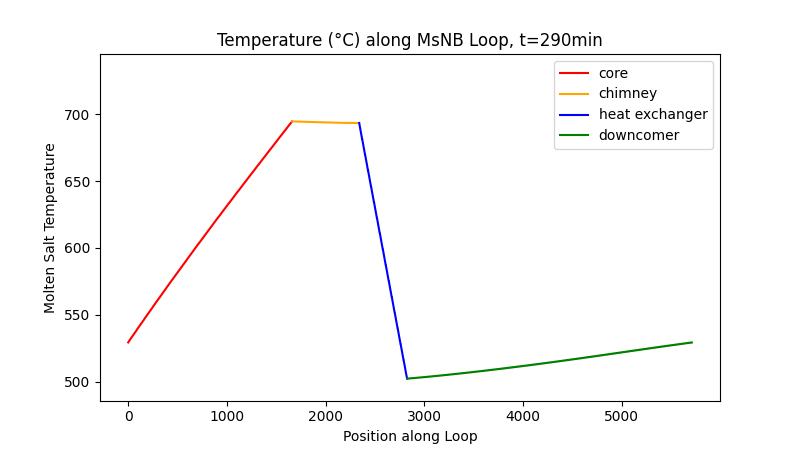 Temperature (°C) along MsNB Loop, t=290min
core
chimney
heat exchanger
downcomer
Molten Salt Temperature
700
650
600
550
500
0 1000 2000 3000 4000 5000
Position along Loop